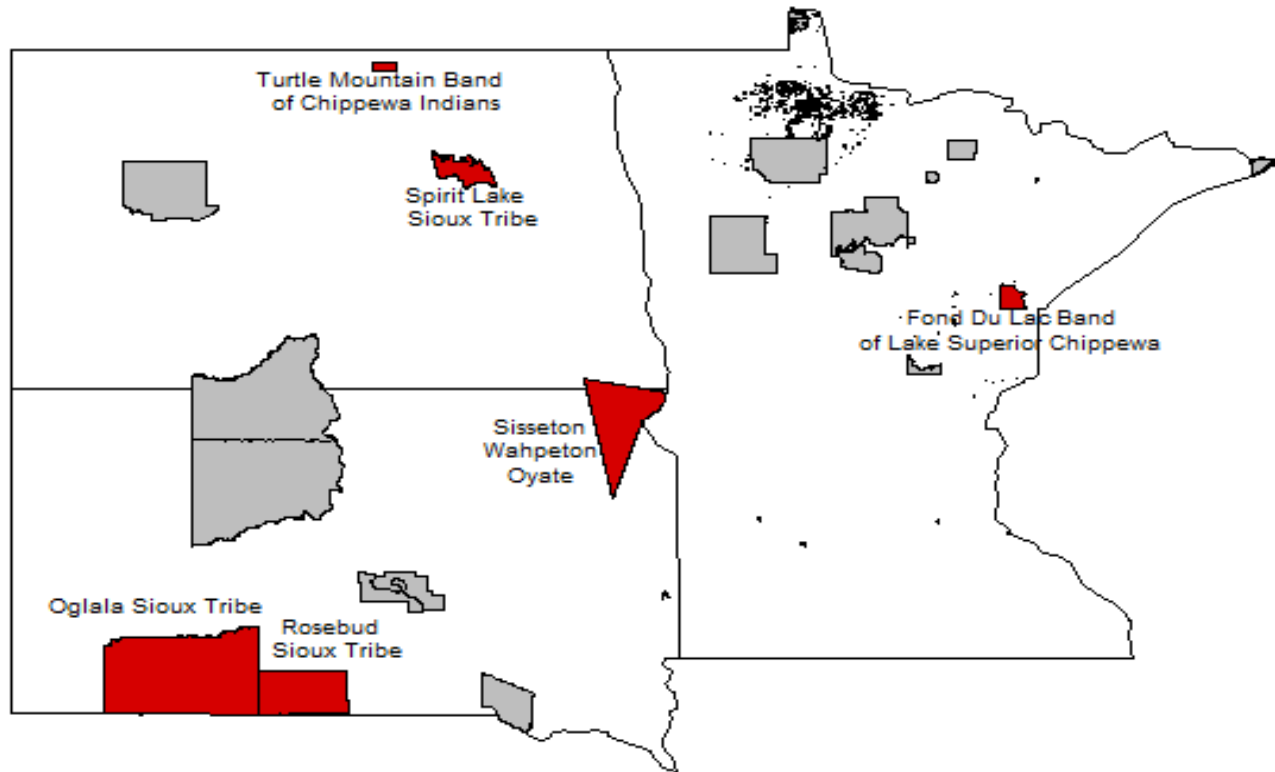 Turtle Mountain Band
of Chippewa Indians
Spirit Lake
Sioux Tribe
Fond Du Lac Band
of Lake Superior Chippewa
Sisseton
Wahpeton
Oyate
Oglala Sioux Tribe
Rosebud
Sioux Tribe